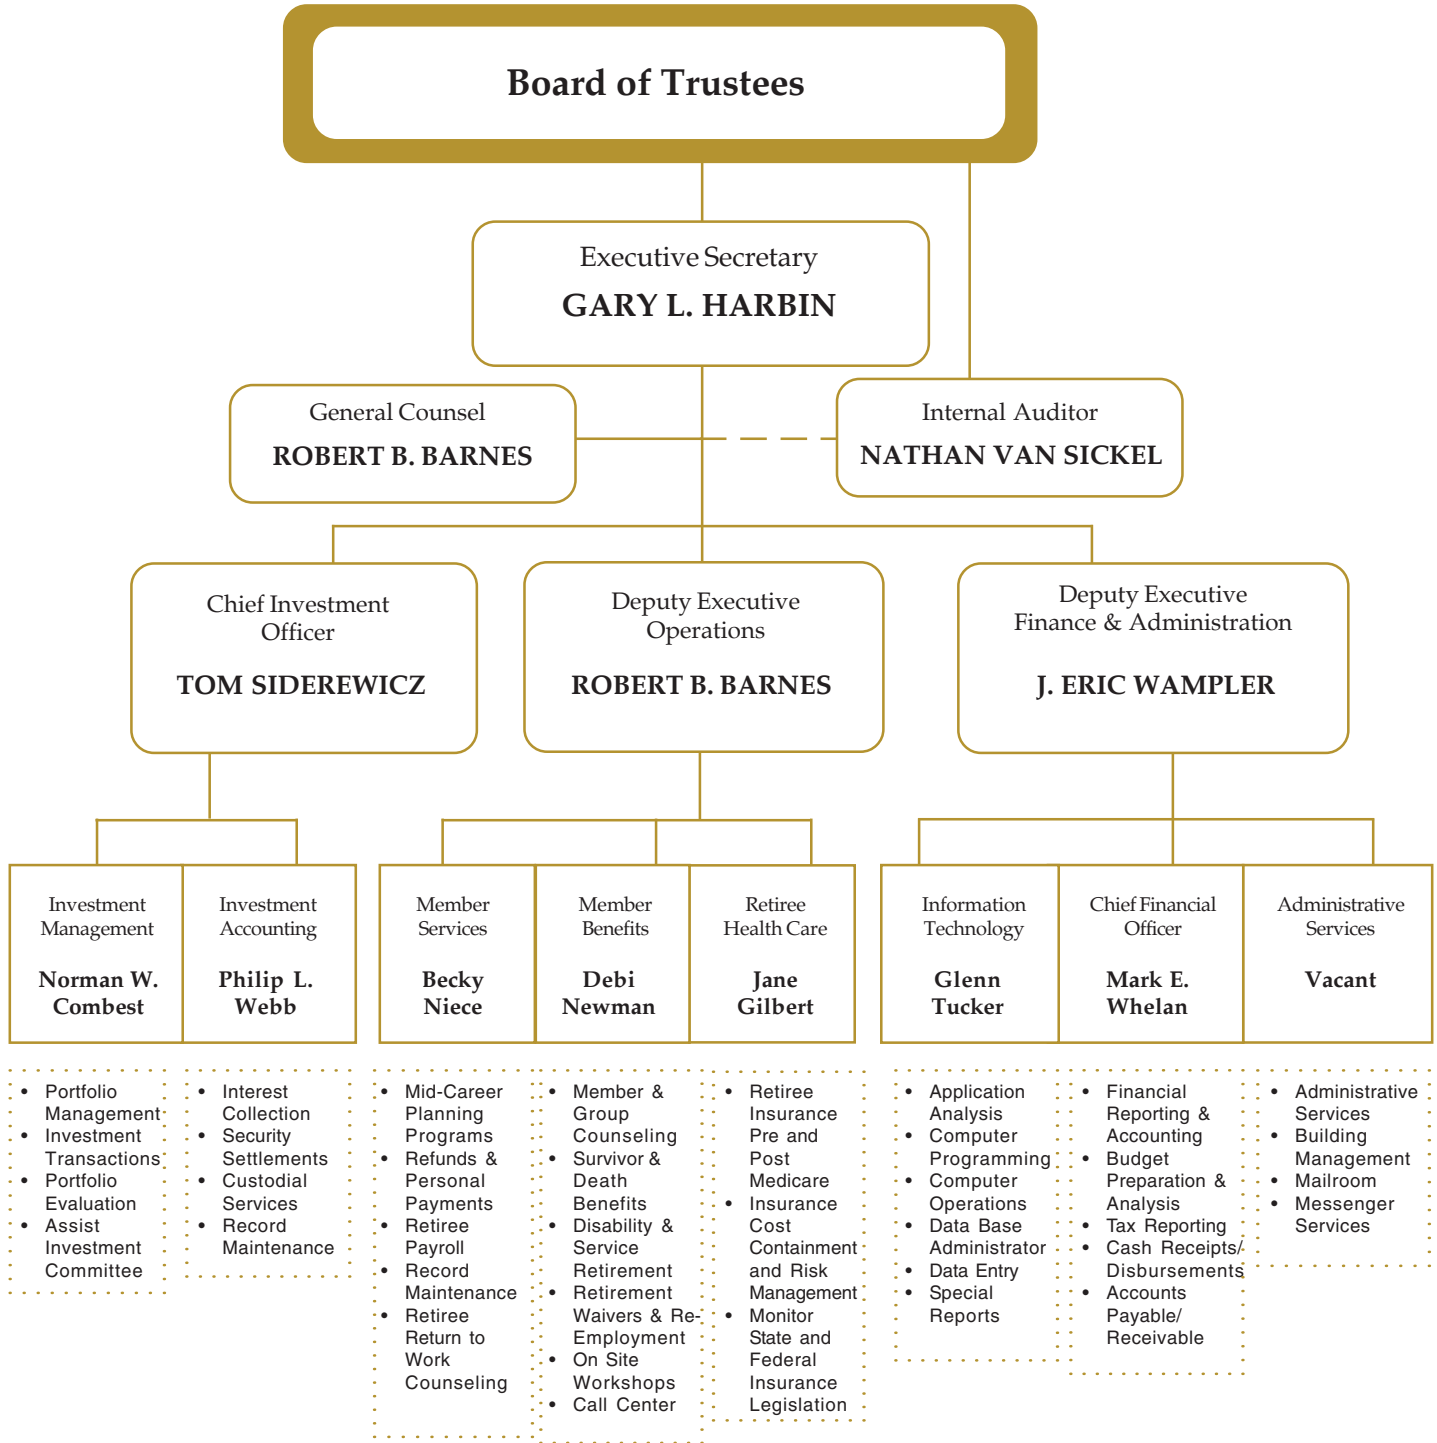 Board of Trustees
Executive Secretary
GARY L. HARBIN
General Counsel
ROBERT B. BARNES
Internal Auditor
NATHAN VAN SICKEL
Chief Investment
Officer
TOM SIDEREWICZ
Deputy Executive
Operations
ROBERT B. BARNES
Deputy Executive
Finance & Administration
J. ERIC WAMPLER
Investment
Management
Norman W.
Combest
Investment
Accounting
Philip L.
Webb
Member
Services
Becky
Niece
Member
Benefits
Debi
Newman
Retiree
Health Care
Jane
Gilbert
Information
Technology
Glenn
Tucker
Chief Financial
Officer
Mark E.
Whelan
Administrative
Services
Vacant
• Portfolio
Management
• Investment
Transactions
• Portfolio
Evaluation
• Assist
Investment
Committee
• Interest
Collection
• Security
Settlements
• Custodial
Services
• Record
Maintenance
• Mid-Career
Planning
Programs
• Refunds &
Personal
Payments
• Retiree
Payroll
• Record
Maintenance
• Retiree
Return to
Work
Counseling
• Member &
Group
Counseling
• Survivor &
Death
Benefits
• Disability &
Service
Retirement
• Retirement
Waivers & Re-
Employment
• On Site
Workshops
• Call Center
• Retiree
Insurance
Pre and
Post
Medicare
• Insurance
Cost
Containment
and Risk
Management
• Monitor
State and
Federal
Insurance
Legislation
• Application
Analysis
• Computer
Programming
• Computer
Operations
• Data Base
Administrator
• Data Entry
• Special
Reports
• Financial
Reporting &
Accounting
• Budget
Preparation &
Analysis
• Tax Reporting
• Cash Receipts/
Disbursements
• Accounts
Payable/
Receivable
• Administrative
Services
• Building
Management
• Mailroom
• Messenger
Services